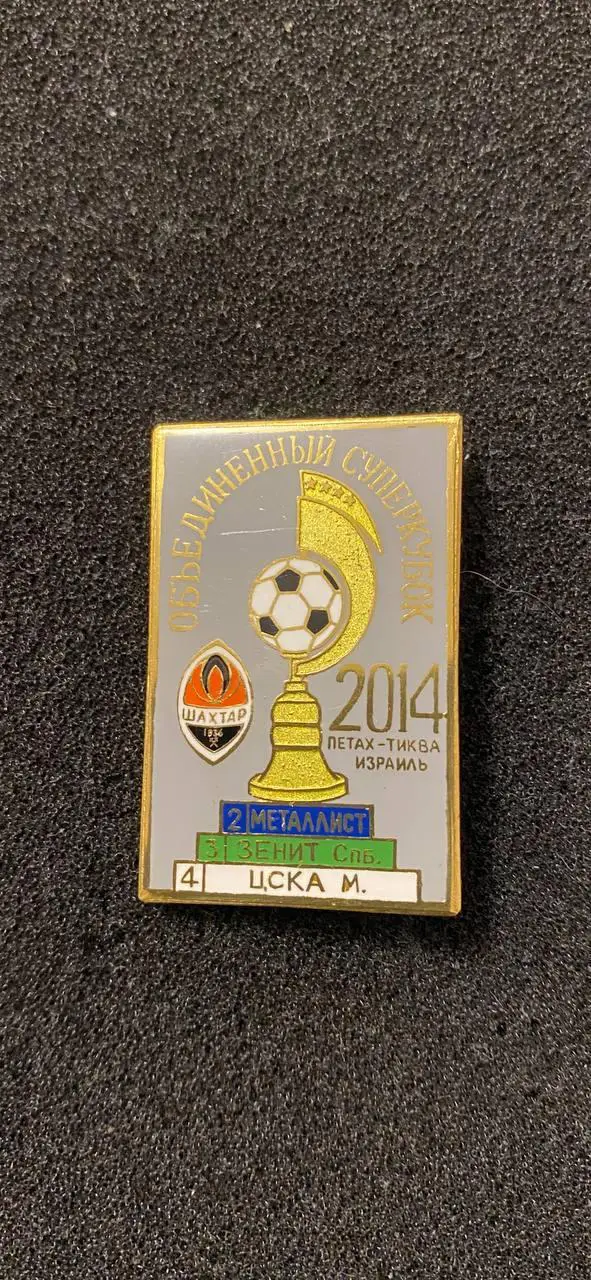 ОБЪЕДИНЕННЫЙ СУПЕРКУБОК
ШАХТАР
1936
2014
ПЕТАХ-ТИКВА
ИЗРАИЛЬ
2 МЕТАЛЛИСТ
3 ЗЕНИТ СПБ.
4 ЦСКА М.